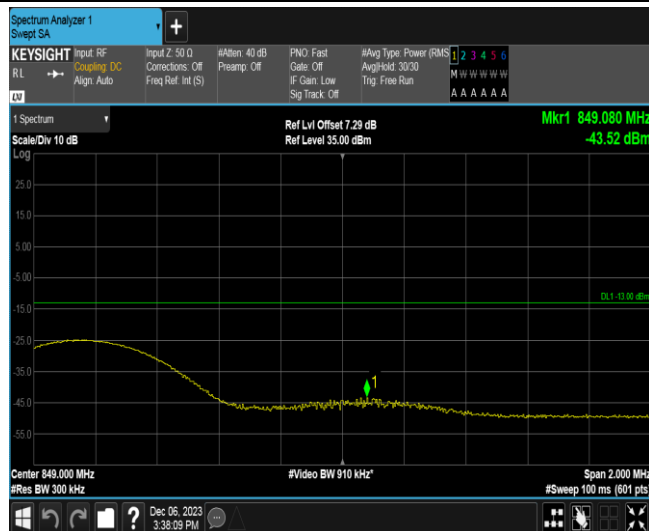 Spectrum Analyzer 1
Swept SA
+
KEYSIGHT
RL
Input: RF
Coupling: DC
Align: Auto
Input Z: 50 Ω
Corrections: Off
Freq Ref: Int (S)
#Atten: 40 dB
Preamp: Off
PNO: Fast
Gate: Off
IF Gain: Low
Sig Track: Off
#Avg Type: Power (RMS
Avg|Hold: 30/30
Trig: Free Run
1 2 3 4 5 6
M W W W W W
A A A A A A
LXI
1 Spectrum
Scale/Div 10 dB
Ref Lvl Offset 7.29 dB
Ref Level 35.00 dBm
Mkr1 849.080 MHz
-43.52 dBm
Log
25.0
15.0
5.00
-5.00
DL1 -13.00 dBm
-15.0
-25.0
-35.0
1
-45.0
-55.0
Center 849.000 MHz
#Video BW 910 kHz*
Span 2.000 MHz
#Res BW 300 kHz
#Sweep 100 ms (601 pts)
?
Dec 06, 2023
3:38:09 PM